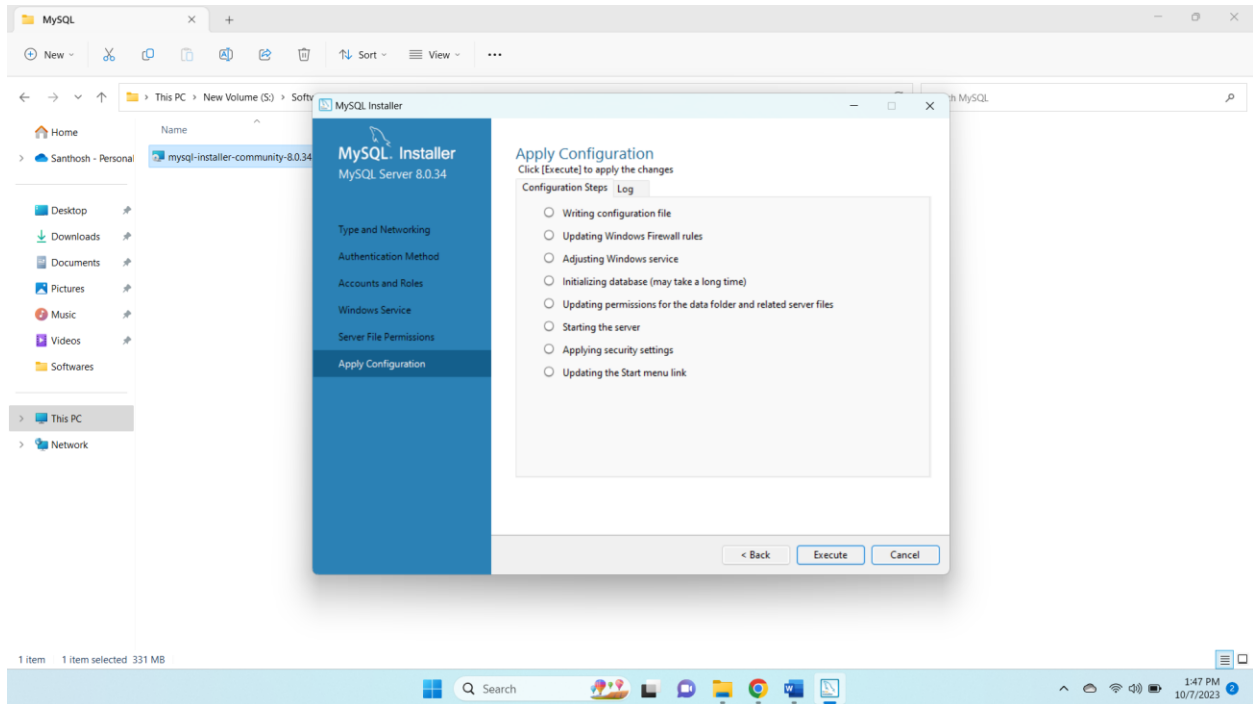 MySQL
New
Sort
View
This PC > New Volume (S:) > Softw
ch MySQL
Home
Santhosh - Personal
Desktop
Downloads
Documents
Pictures
Music
Videos
Softwares
This PC
Network
Name
mysql-installer-community-8.0.34
MySQL Installer
MySQL. Installer
MySQL Server 8.0.34
Type and Networking
Authentication Method
Accounts and Roles
Windows Service
Server File Permissions
Apply Configuration
Apply Configuration
Click [Execute] to apply the changes
Configuration Steps Log
Writing configuration file
Updating Windows Firewall rules
Adjusting Windows service
Initializing database (may take a long time)
Updating permissions for the data folder and related server files
Starting the server
Applying security settings
Updating the Start menu link
< Back Execute Cancel
1 item 1 item selected 331 MB
Search
1:47 PM
10/7/2023
2